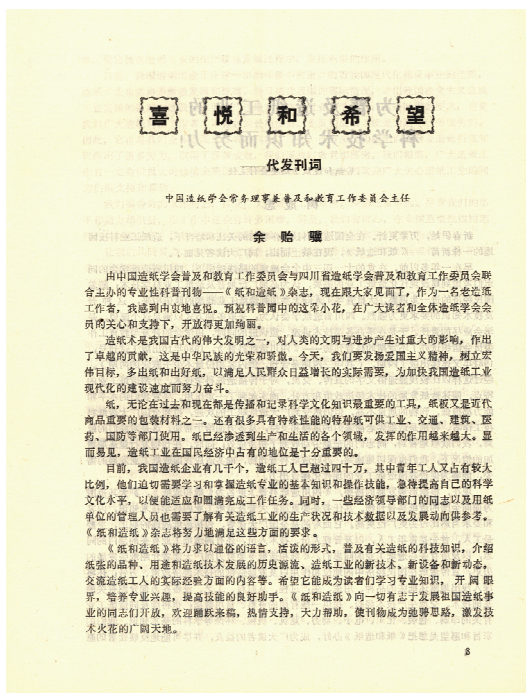 喜悦和希望
——代发刊词
中国造纸学会常务理事兼普及和教育工作委员会主任
余贻骥
由中国造纸学会普及和教育工作委员会与四川省造纸学会普及和教育工作委员会联
合主办的专业性科普刊物——《纸和造纸》杂志，现在跟大家见面了，作为一名老造纸
工作者，我感到由衷地喜悦。预祝科普园中的这朵小花，在广大读者和全体造纸学会会
员的关心和支持下，开放得更加绚丽。
造纸术是我国古代的伟大发明之一，对人类的文明与进步产生过重大的影响，作出
了卓越的贡献，这是中华民族的光荣和骄傲。今天，我们要发扬爱国主义精神，树立宏
伟目标，多出纸和出好纸，以满足人民群众日益增长的实际需要，为加快我国造纸工业
现代化的建设速度而努力奋斗。
纸，无论在过去和现在都是传播和记录科学文化知识最重要的工具，纸板又是近代
商品重要的包装材料之一。还有很多具有特殊性能的特种纸可供工业、交通、建筑、医
药、国防等部门使用。纸已经渗透到生产和生活的各个领域，发挥的作用越来越大。显
而易见，造纸工业在国民经济中占有的地位是十分重要的。
目前，我国造纸企业有几千个，造纸工人已超过四十万，其中青年工人又占有较大
比例，他们迫切需要学习和掌握造纸专业的基本知识和操作技能，急待提高自己的科学
文化水平，以便能适应和圆满完成工作任务。同时，一些经济领导部门的同志以及用纸
单位的管理人员也需要了解有关造纸工业的生产状况和技术数据以及发展动向供参考。
《纸和造纸》杂志将努力地满足这些方面的要求。
《纸和造纸》将力求以通俗的语言，活泼的形式，普及有关造纸的科技知识，介绍
纸张的品种、用途和造纸技术发展的历史源流、造纸工业的新技术、新设备和新动态，
交流造纸工人的实际经验方面的内容等。希望它能成为读者们学习专业知识，开阔眼
界，培养专业兴趣，提高技能的良好助手。《纸和造纸》向一切有志于发展祖国造纸事
业的同志们开放，欢迎踊跃来稿，热情支持，大力帮助，使刊物成为驰骋思路，激发技
术火花的广阔天地。
3